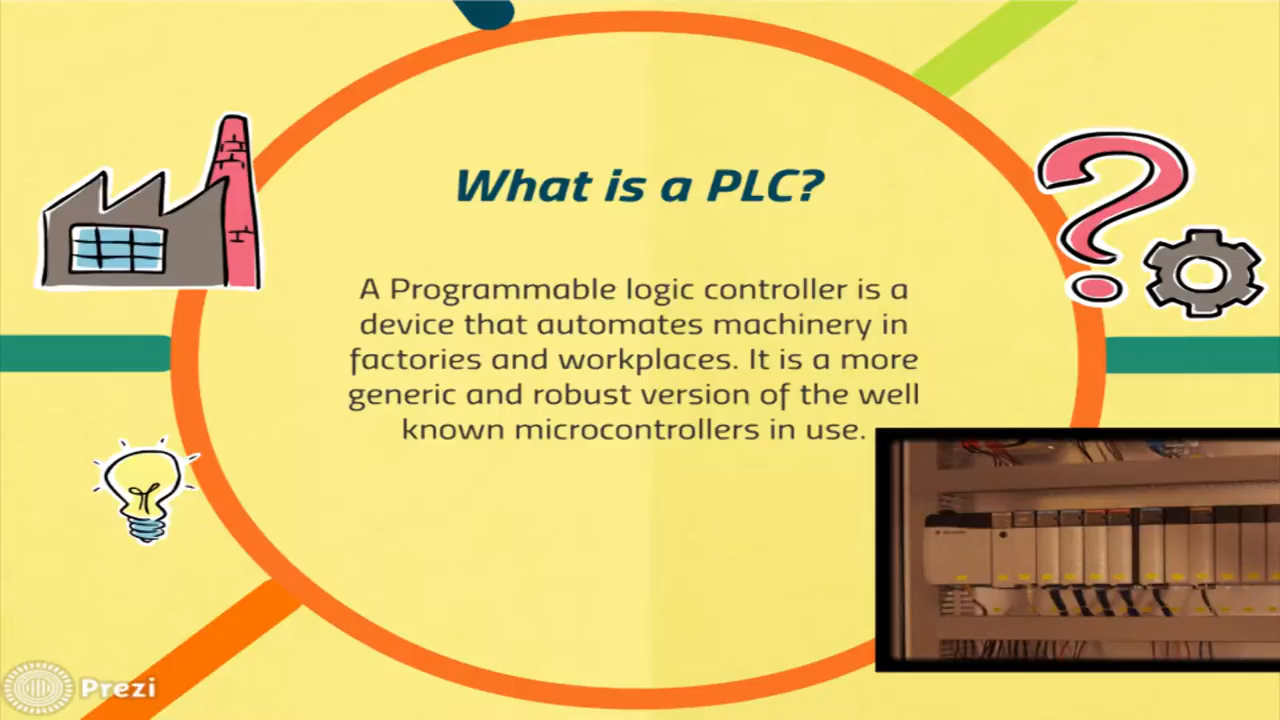 What is a PLC?
A Programmable logic controller is a
device that automates machinery in
factories and workplaces. It is a more
generic and robust version of the well
known microcontrollers in use.
Prezi